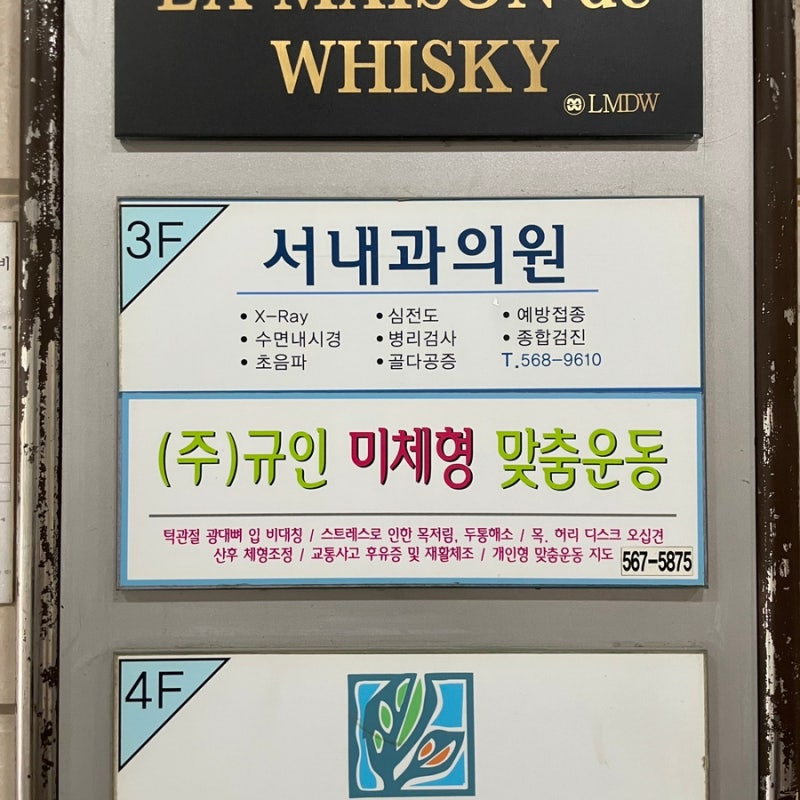 LA MAISON de
WHISKY
LMDW
3F
서내과의원
• X-Ray
• 심전도
• 예방접종
• 수면내시경
• 병리검사
• 종합검진
• 초음파
• 골다공증
T.568-9610
(주)규인 미체형 맞춤운동
턱관절 광대뼈 입 비대칭 / 스트레스로 인한 목저림, 두통해소 / 목. 허리 디스크 오십견
산후 체형조정 / 교통사고 후유증 및 재활체조 / 개인형 맞춤운동 지도
567-5875
4F
비